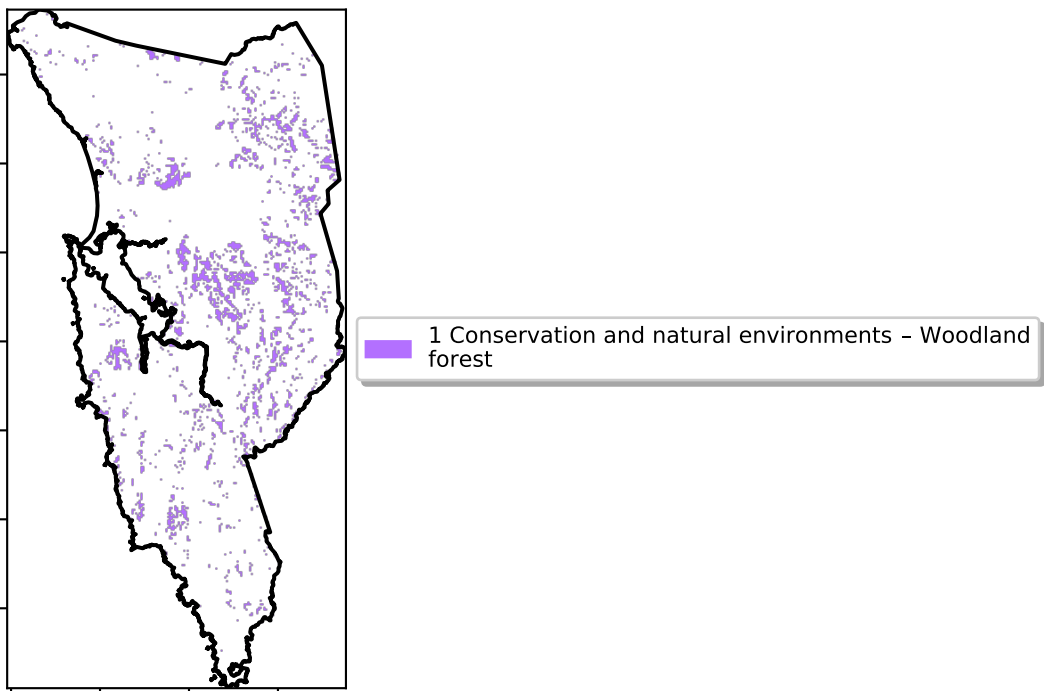 1 Conservation and natural environments – Woodland
forest